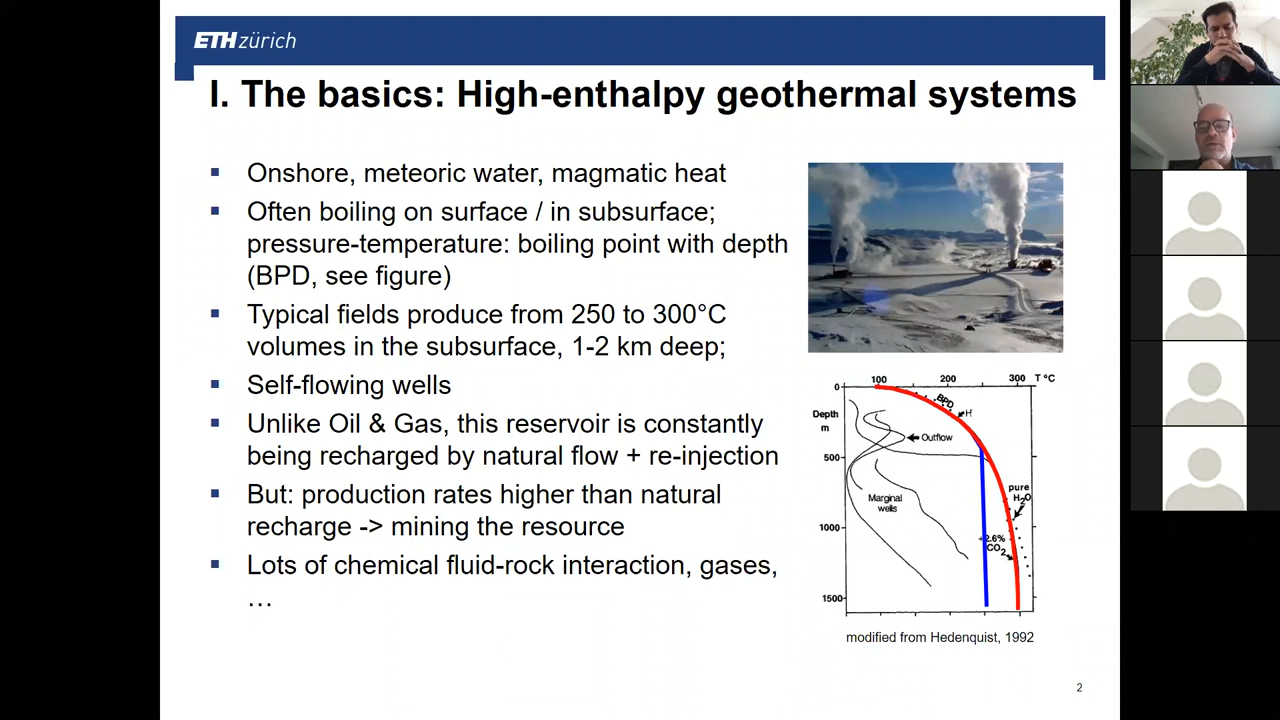 ETH zürich
I. The basics: High-enthalpy geothermal systems
▪ Onshore, meteoric water, magmatic heat
▪ Often boiling on surface / in subsurface;
pressure-temperature: boiling point with depth
(BPD, see figure)
▪ Typical fields produce from 250 to 300°C
volumes in the subsurface, 1-2 km deep;
▪ Self-flowing wells
▪ Unlike Oil & Gas, this reservoir is constantly
being recharged by natural flow + re-injection
▪ But: production rates higher than natural
recharge -> mining the resource
▪ Lots of chemical fluid-rock interaction, gases,
…
100 200 300 T °C
0
BPD
H
Depth
m
Outflow
500
pure
H2O
Marginal
wells
1000
+2.6%
CO2
1500
modified from Hedenquist, 1992
2